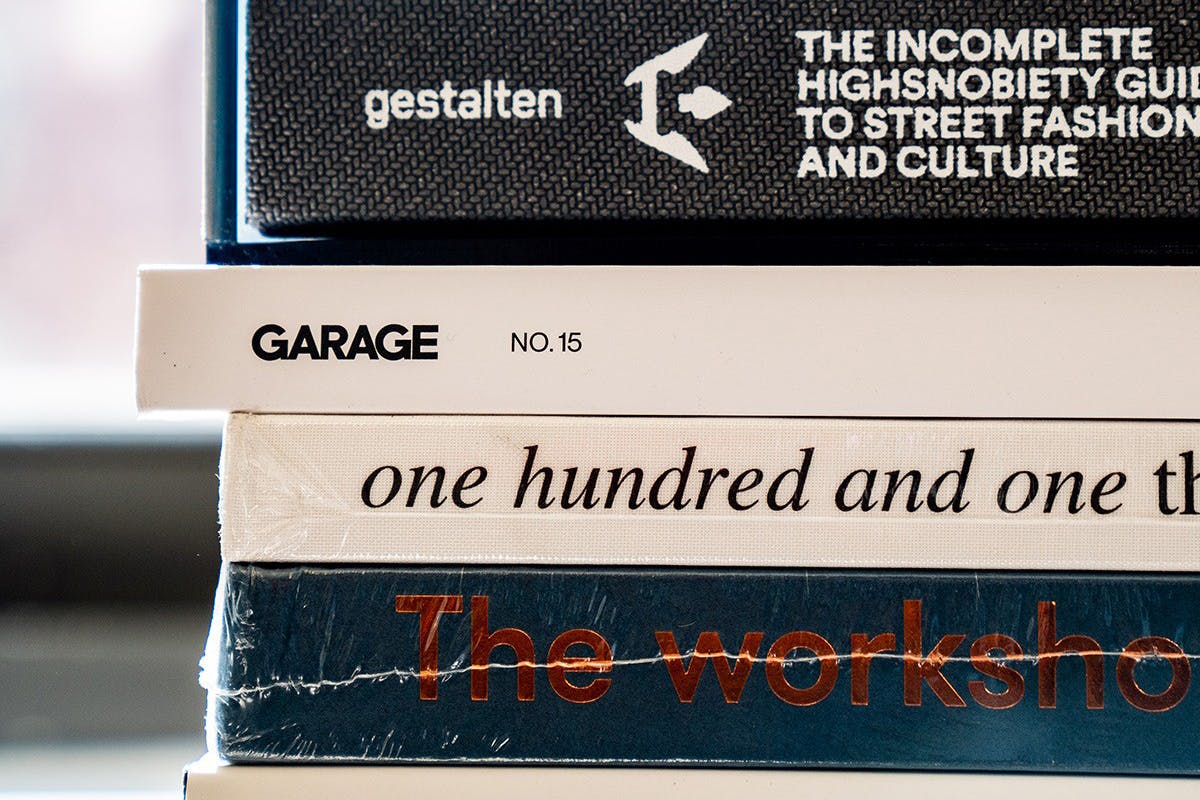 gestalten
THE INCOMPLETE
HIGHSNOBIETY GUID
TO STREET FASHION
AND CULTURE
GARAGE NO. 15
one hundred and one th
The worksho